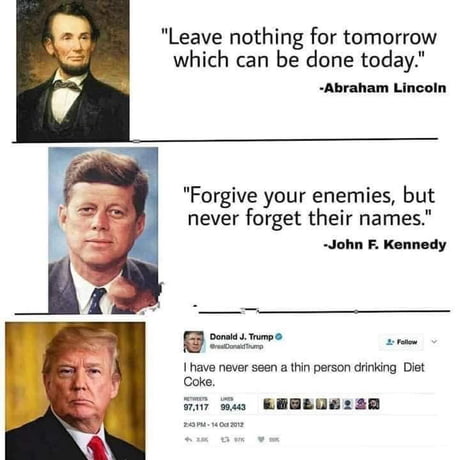 "Leave nothing for tomorrow
which can be done today."
-Abraham Lincoln
"Forgive your enemies, but
never forget their names."
-John F. Kennedy
Donald J. Trump
@realDonaldTrump
Follow
I have never seen a thin person drinking Diet
Coke.
RETWEETS LIKES
97,117 99,443
2:43 PM - 14 Oct 2012